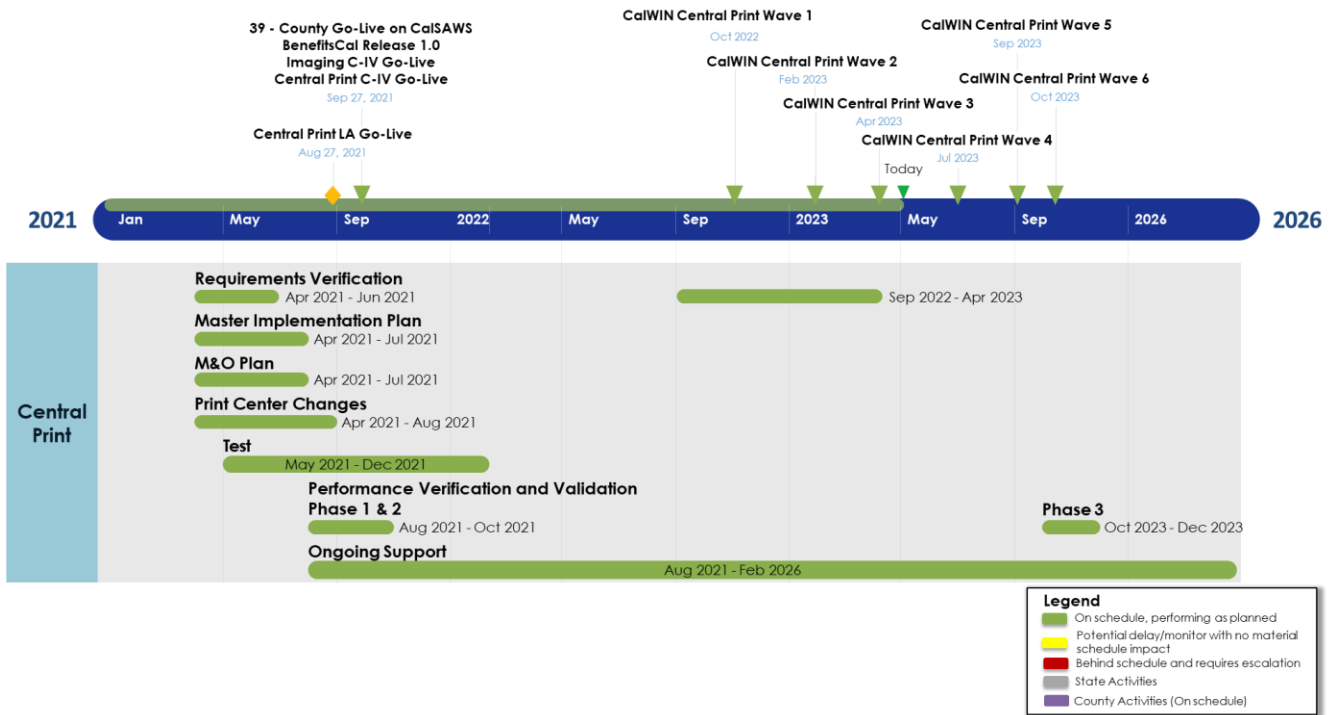 39 - County Go-Live on CalSAWS
BenefitsCal Release 1.0
Imaging C-IV Go-Live
Central Print C-IV Go-Live
Sep 27, 2021
Central Print LA Go-Live
Aug 27, 2021
CalWIN Central Print Wave 1
Oct 2022
CalWIN Central Print Wave 2
Feb 2023
CalWIN Central Print Wave 3
Apr 2023
CalWIN Central Print Wave 4
Jul 2023
CalWIN Central Print Wave 5
Sep 2023
CalWIN Central Print Wave 6
Oct 2023
Today
2021 Jan May Sep 2022 May Sep 2023 May Sep 2026 2026
Central
Print
Requirements Verification
Apr 2021 - Jun 2021
Sep 2022 - Apr 2023
Master Implementation Plan
Apr 2021 - Jul 2021
M&O Plan
Apr 2021 - Jul 2021
Print Center Changes
Apr 2021 - Aug 2021
Test
May 2021 - Dec 2021
Performance Verification and Validation
Phase 1 & 2
Aug 2021 - Oct 2021
Phase 3
Oct 2023 - Dec 2023
Ongoing Support
Aug 2021 - Feb 2026
Legend
On schedule, performing as planned
Potential delay/monitor with no material
schedule impact
Behind schedule and requires escalation
State Activities
County Activities (On schedule)